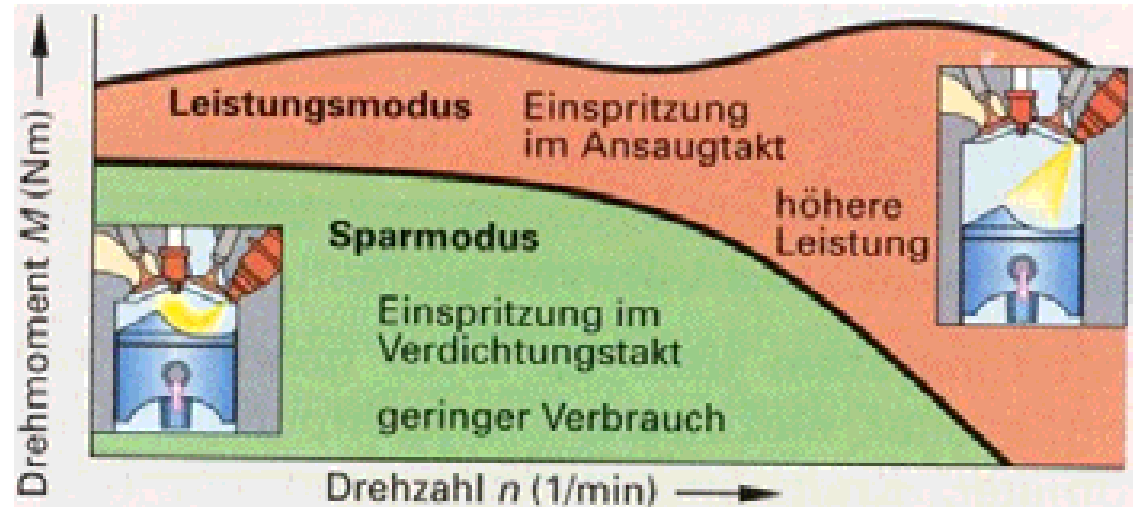 Drehmoment M (Nm)
Leistungsmodus
Einspritzung
im Ansaugtakt
höhere
Leistung
Sparmodus
Einspritzung im
Verdichtungstakt
geringer Verbrauch
Drehzahl n (1/min)